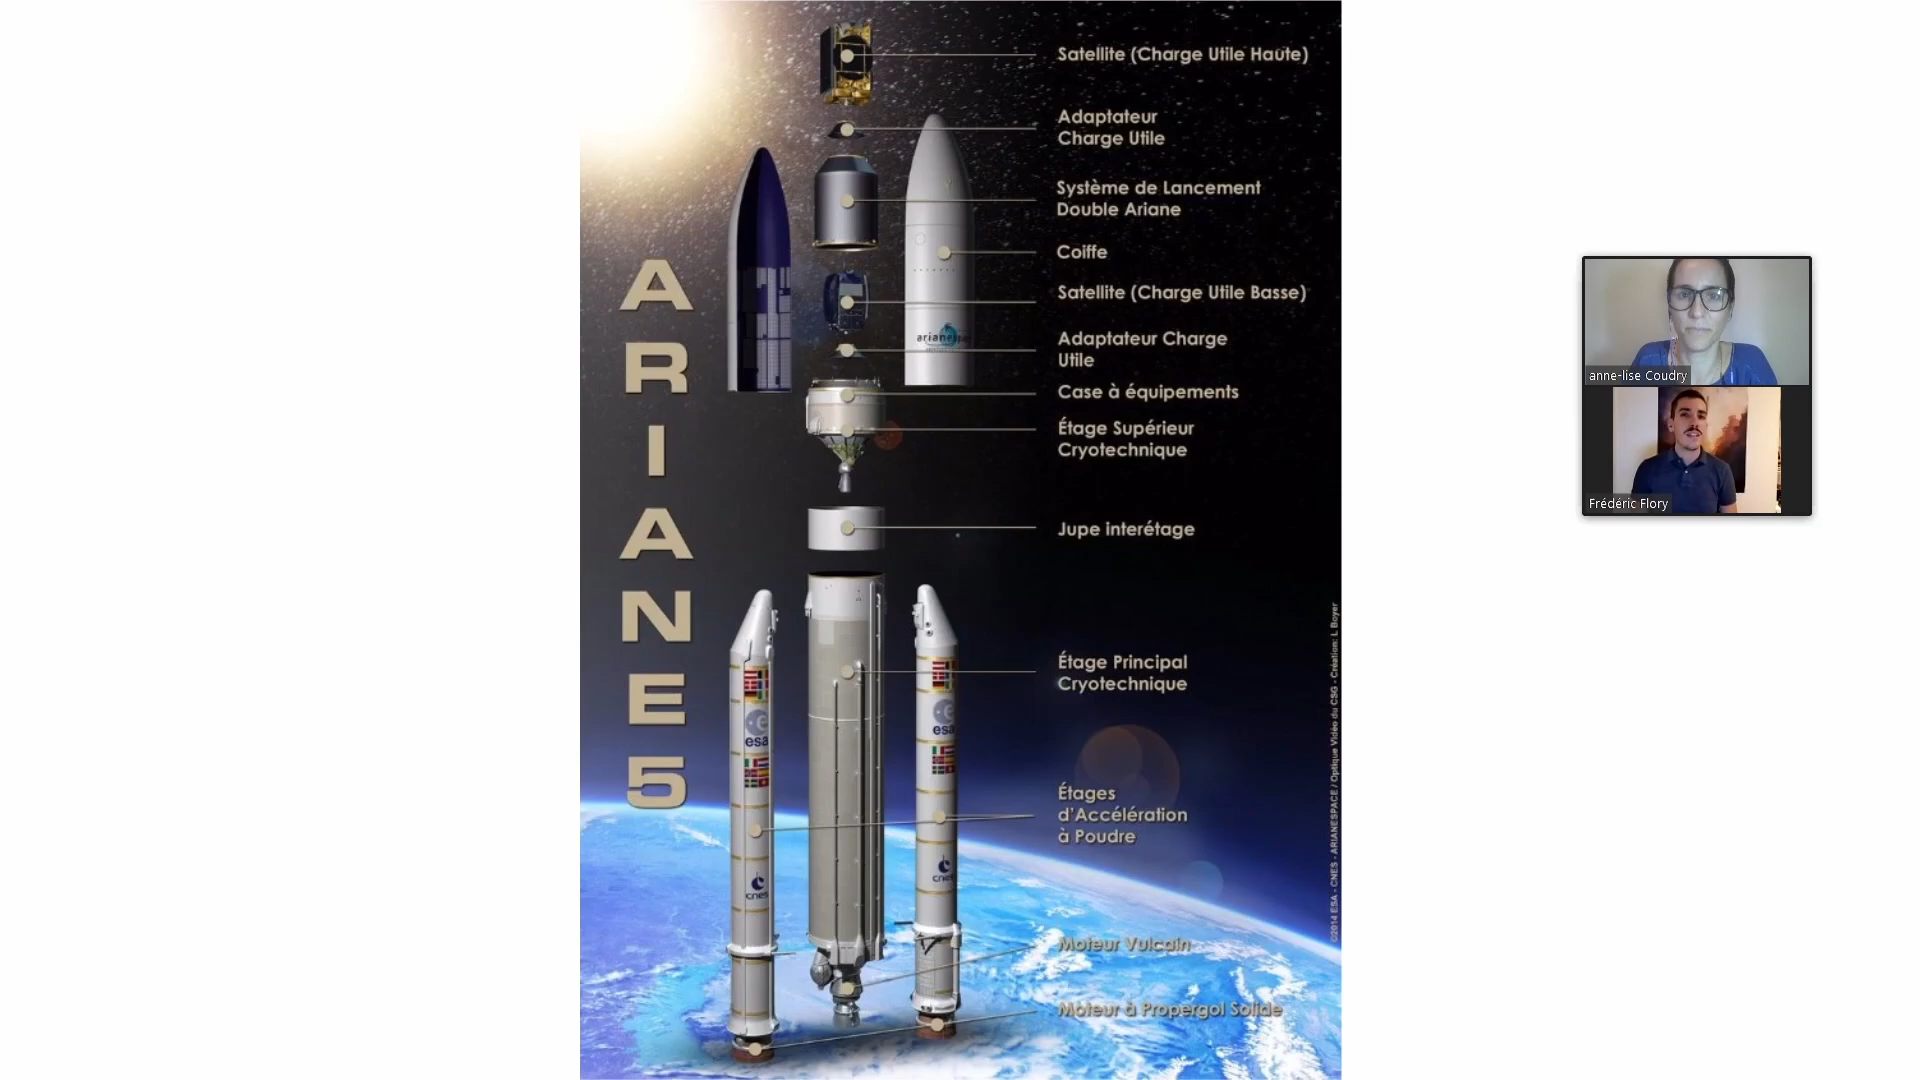 Satellite (Charge Utile Haute)
Adaptateur
Charge Utile
Système de Lancement
Double Ariane
Coiffe
Satellite (Charge Utile Basse)
Adaptateur Charge
Utile
Case à équipements
Étage Supérieur
Cryotechnique
Jupe interétage
Étage Principal
Cryotechnique
Étages
d'Accélération
à Poudre
Moteur Vulcain
Moteur à Propergol Solide
ARIANE 5
esa
cnes
esa
cnes
©2014 ESA - CNES - ARIANESPACE / Optique Vidéo du CSG - Création: L. Boyer
anne-lise Coudry
Frédéric Flory